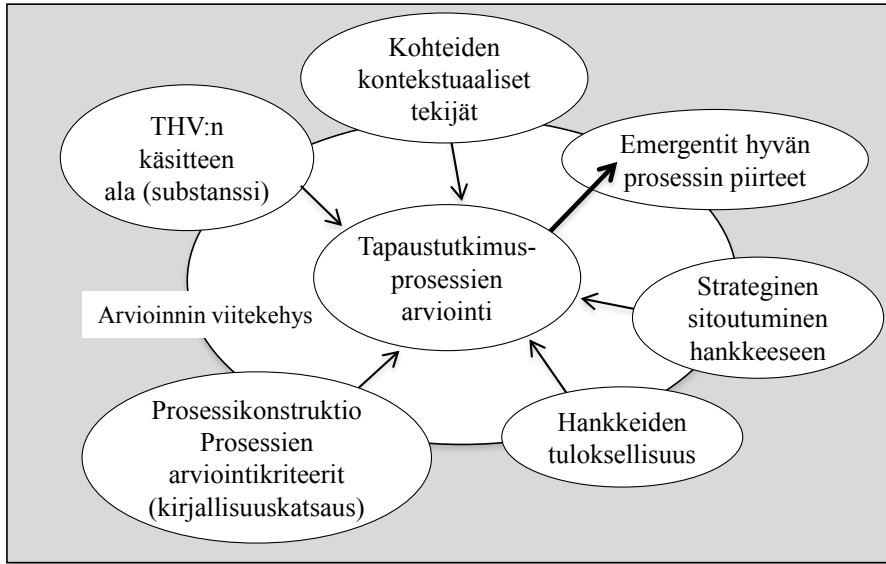 Kohteiden
kontekstuaaliset
tekijät
THV:n
käsitteen
ala (substanssi)
Emergentit hyvän
prosessin piirteet
Tapaustutkimus-
prosessien
arviointi
Strateginen
sitoutuminen
hankkeeseen
Arvioinnin viitekehys
Prosessikonstruktio
Prosessien
arviointikriteerit
(kirjallisuuskatsaus)
Hankkeiden
tuloksellisuus